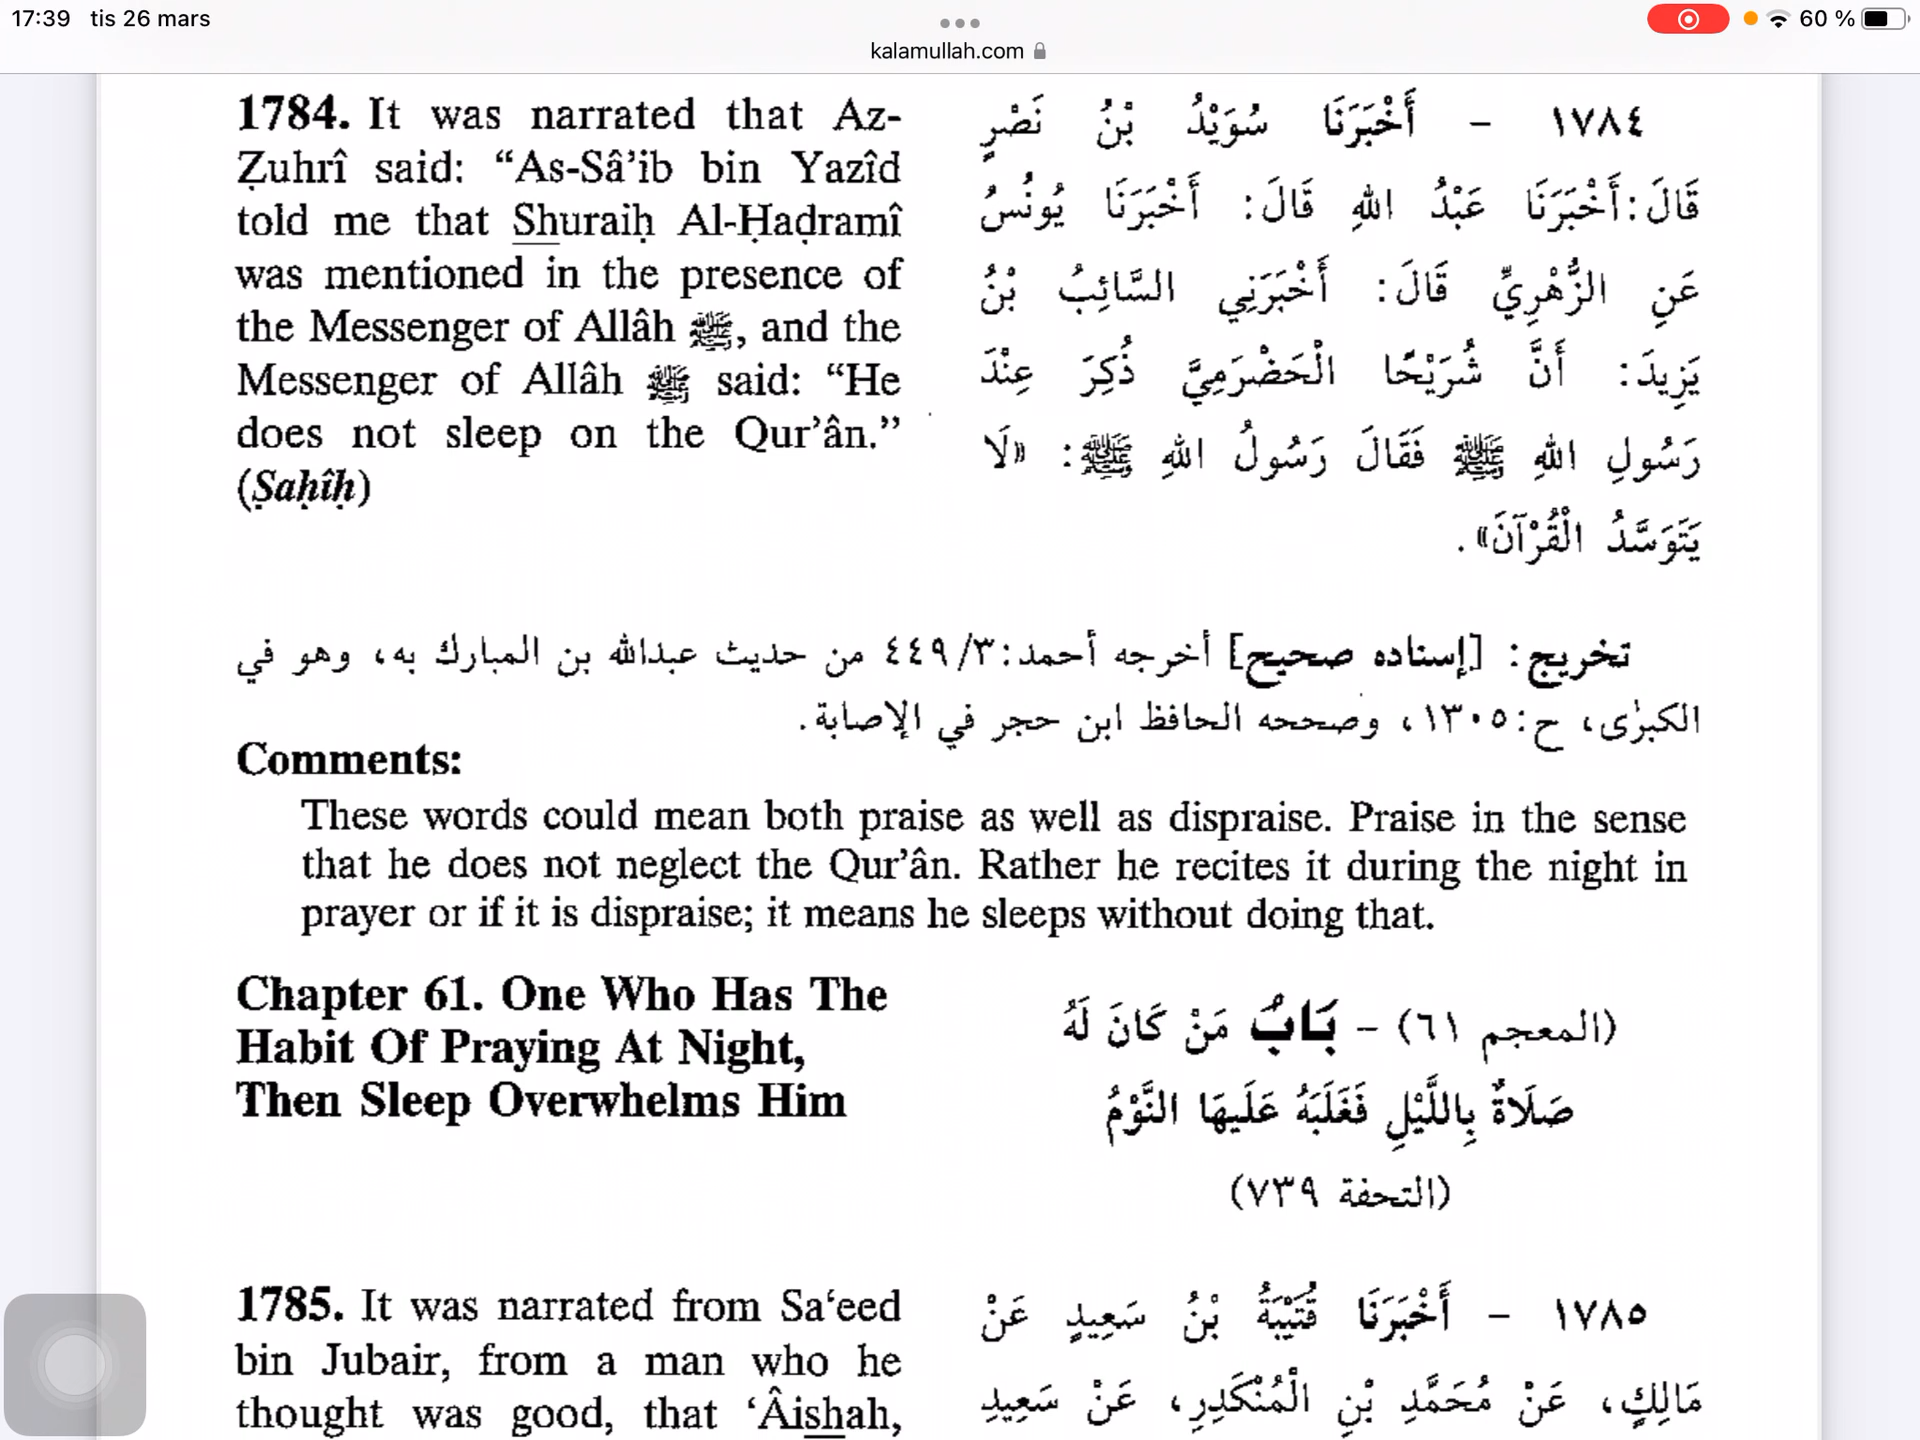 17:39 tis 26 mars
60 %
kalamullah.com
1784. It was narrated that Az-
Ẓuhrî said: “As-Sâ’ib bin Yazîd
told me that Shuraiḥ Al-Ḥaḍramî
was mentioned in the presence of
the Messenger of Allâh ﷺ, and the
Messenger of Allâh ﷺ said: “He
does not sleep on the Qur’ân.”
(Ṣaḥîḥ)
١٧٨٤ - أَخْبَرَنَا سُوَيْدُ بْنُ نَصْرٍ
قَالَ: أَخْبَرَنَا عَبْدُ اللهِ قَالَ: أَخْبَرَنَا يُونُسُ
عَنِ الزُّهْرِيِّ قَالَ: أَخْبَرَنِي السَّائِبُ بْنُ
يَزِيدَ: أَنَّ شُرَيْحًا الْحَضْرَمِيَّ ذُكِرَ عِنْدَ
رَسُولِ اللهِ ﷺ فَقَالَ رَسُولُ اللهِ ﷺ: «لَا
يَتَوَسَّدُ الْقُرْآنَ».
تخريج: [إسناده صحيح] أخرجه أحمد: ٤٤٩/٣ من حديث عبدالله بن المبارك به، وهو في
الكبرٰى، ح: ١٣٠٥، وصححه الحافظ ابن حجر في الإصابة.
Comments:
These words could mean both praise as well as dispraise. Praise in the sense
that he does not neglect the Qur’ân. Rather he recites it during the night in
prayer or if it is dispraise; it means he sleeps without doing that.
Chapter 61. One Who Has The
Habit Of Praying At Night,
Then Sleep Overwhelms Him
(المعجم ٦١) - بَابُ مَنْ كَانَ لَهُ
صَلَاةٌ بِاللَّيْلِ فَغَلَبَهُ عَلَيهَا النَّوْمُ
(التحفة ٧٣٩)
1785. It was narrated from Sa‘eed
bin Jubair, from a man who he
thought was good, that ‘Âishah,
١٧٨٥ - أَخْبَرَنَا قُتَيْبَةُ بْنُ سَعِيدٍ عَنْ
مَالِكٍ، عَنْ مُحَمَّدِ بْنِ الْمُنْكَدِرِ، عَنْ سَعِيدِ